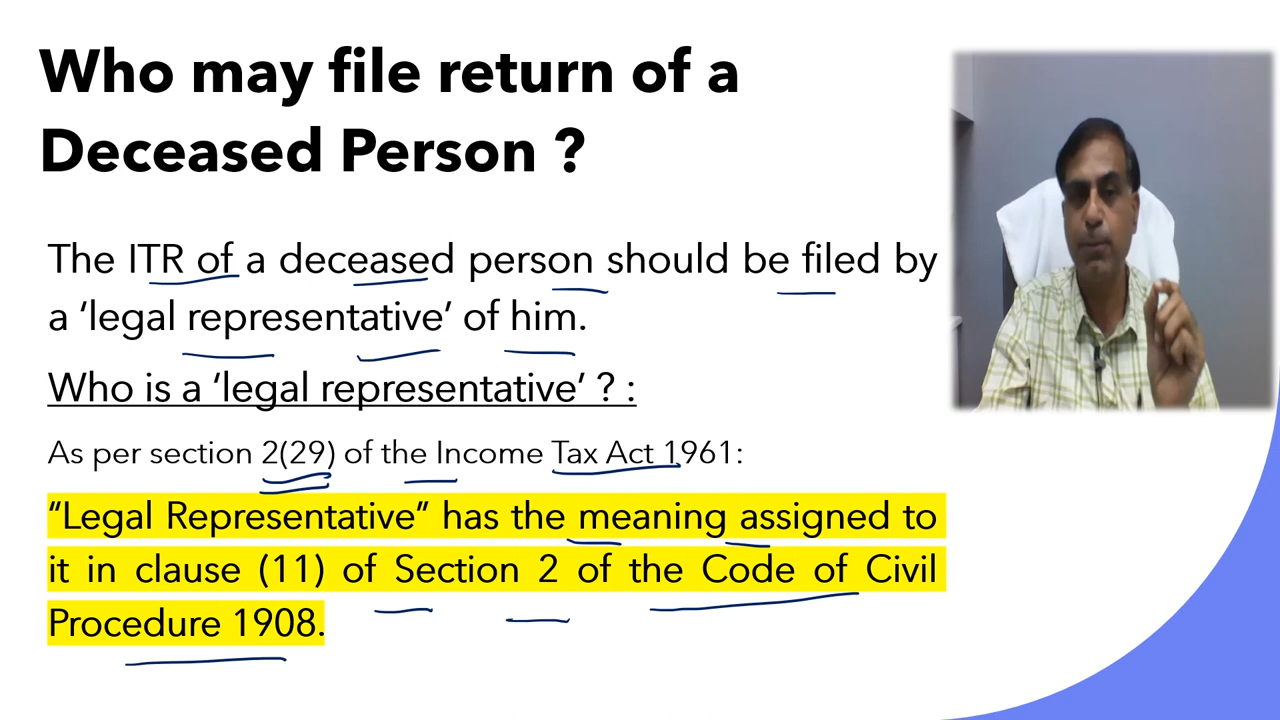 Who may file return of a
Deceased Person ?
The ITR of a deceased person should be filed by
a ‘legal representative’ of him.
Who is a ‘legal representative’ ? :
As per section 2(29) of the Income Tax Act 1961:
“Legal Representative” has the meaning assigned to
it in clause (11) of Section 2 of the Code of Civil
Procedure 1908.